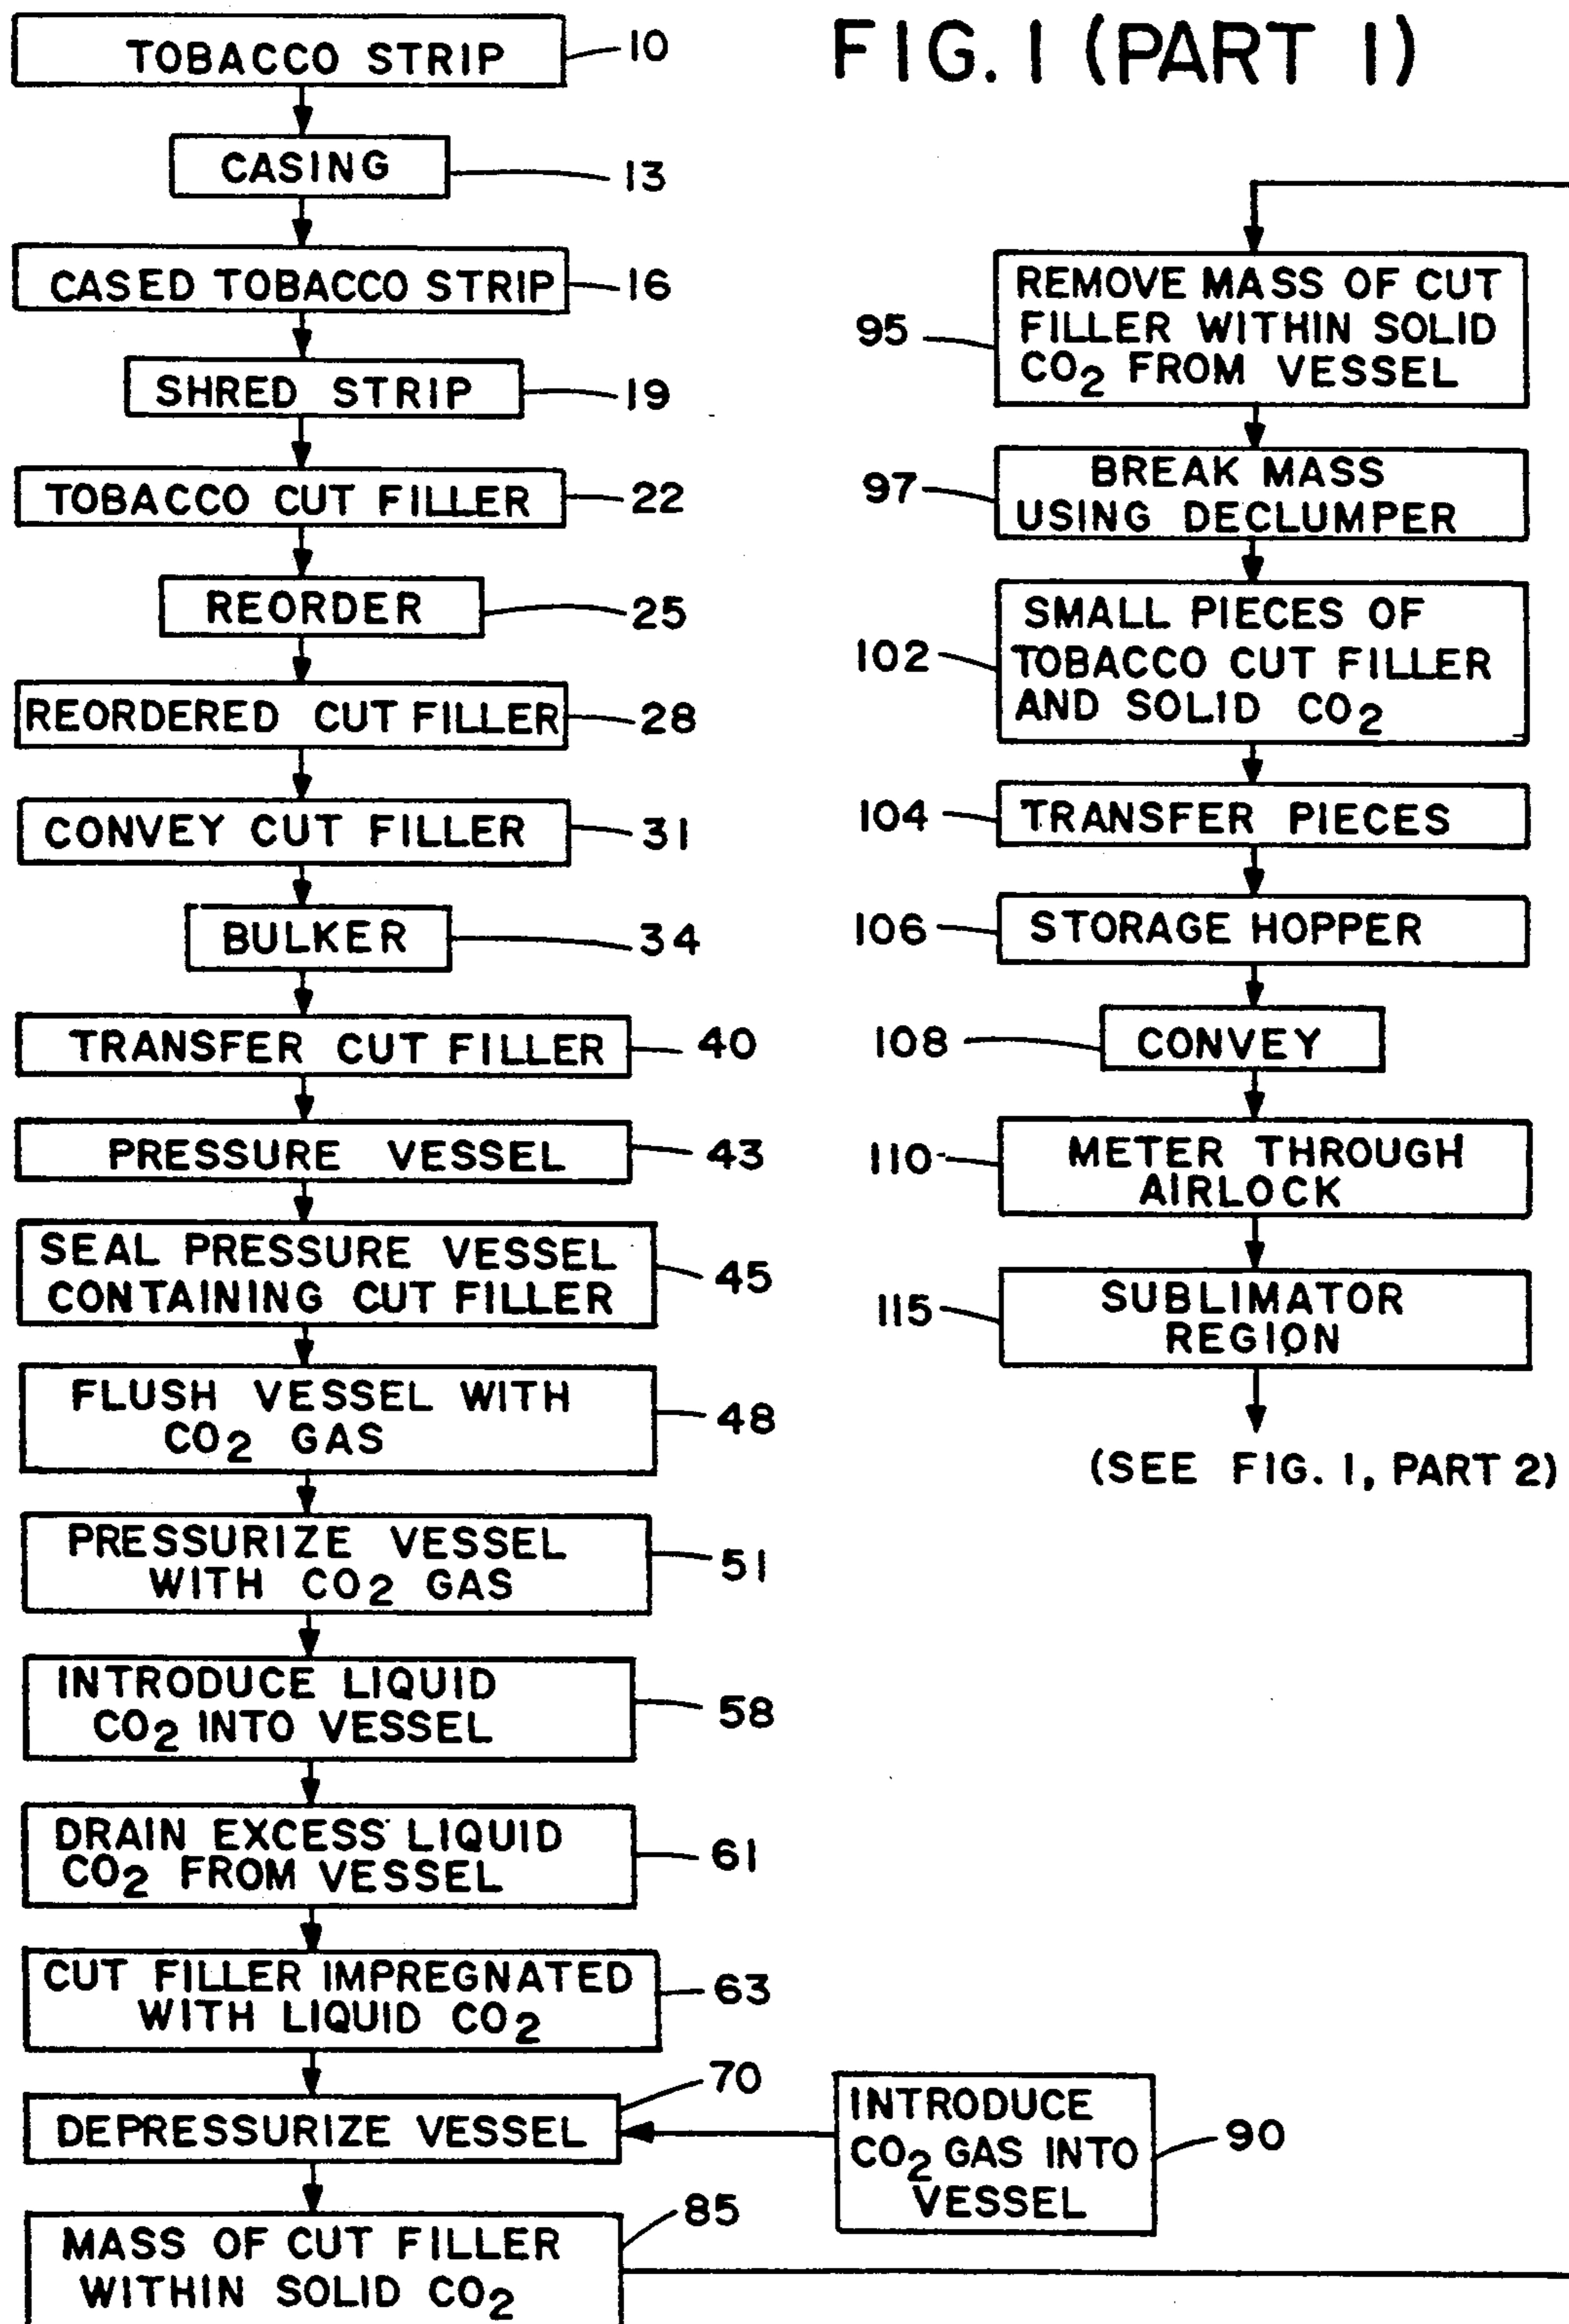 FIG. 1 (PART 1)
TOBACCO STRIP
10
CASING
13
CASED TOBACCO STRIP
16
SHRED STRIP
19
TOBACCO CUT FILLER
22
REORDER
25
REORDERED CUT FILLER
28
CONVEY CUT FILLER
31
BULKER
34
TRANSFER CUT FILLER
40
PRESSURE VESSEL
43
SEAL PRESSURE VESSEL
CONTAINING CUT FILLER
45
FLUSH VESSEL WITH
CO2 GAS
48
PRESSURIZE VESSEL
WITH CO2 GAS
51
INTRODUCE LIQUID
CO2 INTO VESSEL
58
DRAIN EXCESS LIQUID
CO2 FROM VESSEL
61
CUT FILLER IMPREGNATED
WITH LIQUID CO2
63
DEPRESSURIZE VESSEL
70
INTRODUCE
CO2 GAS INTO
VESSEL
90
MASS OF CUT FILLER
WITHIN SOLID CO2
85
REMOVE MASS OF CUT
FILLER WITHIN SOLID
CO2 FROM VESSEL
95
BREAK MASS
USING DECLUMPER
97
SMALL PIECES OF
TOBACCO CUT FILLER
AND SOLID CO2
102
TRANSFER PIECES
104
STORAGE HOPPER
106
CONVEY
108
METER THROUGH
AIRLOCK
110
SUBLIMATOR
REGION
115
(SEE FIG. 1, PART 2)